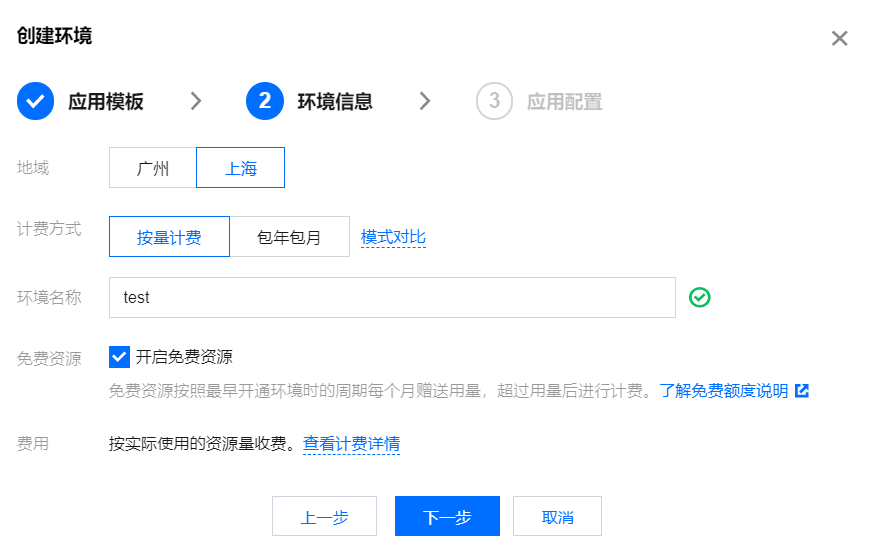 创建环境
应用模板 2 环境信息 3 应用配置
地域 广州 上海
计费方式 按量计费 包年包月 模式对比
环境名称 test
免费资源 开启免费资源
免费资源按照最早开通环境时的周期每个月赠送用量，超过用量后进行计费。了解免费额度说明
费用 按实际使用的资源量收费。查看计费详情
上一步 下一步 取消